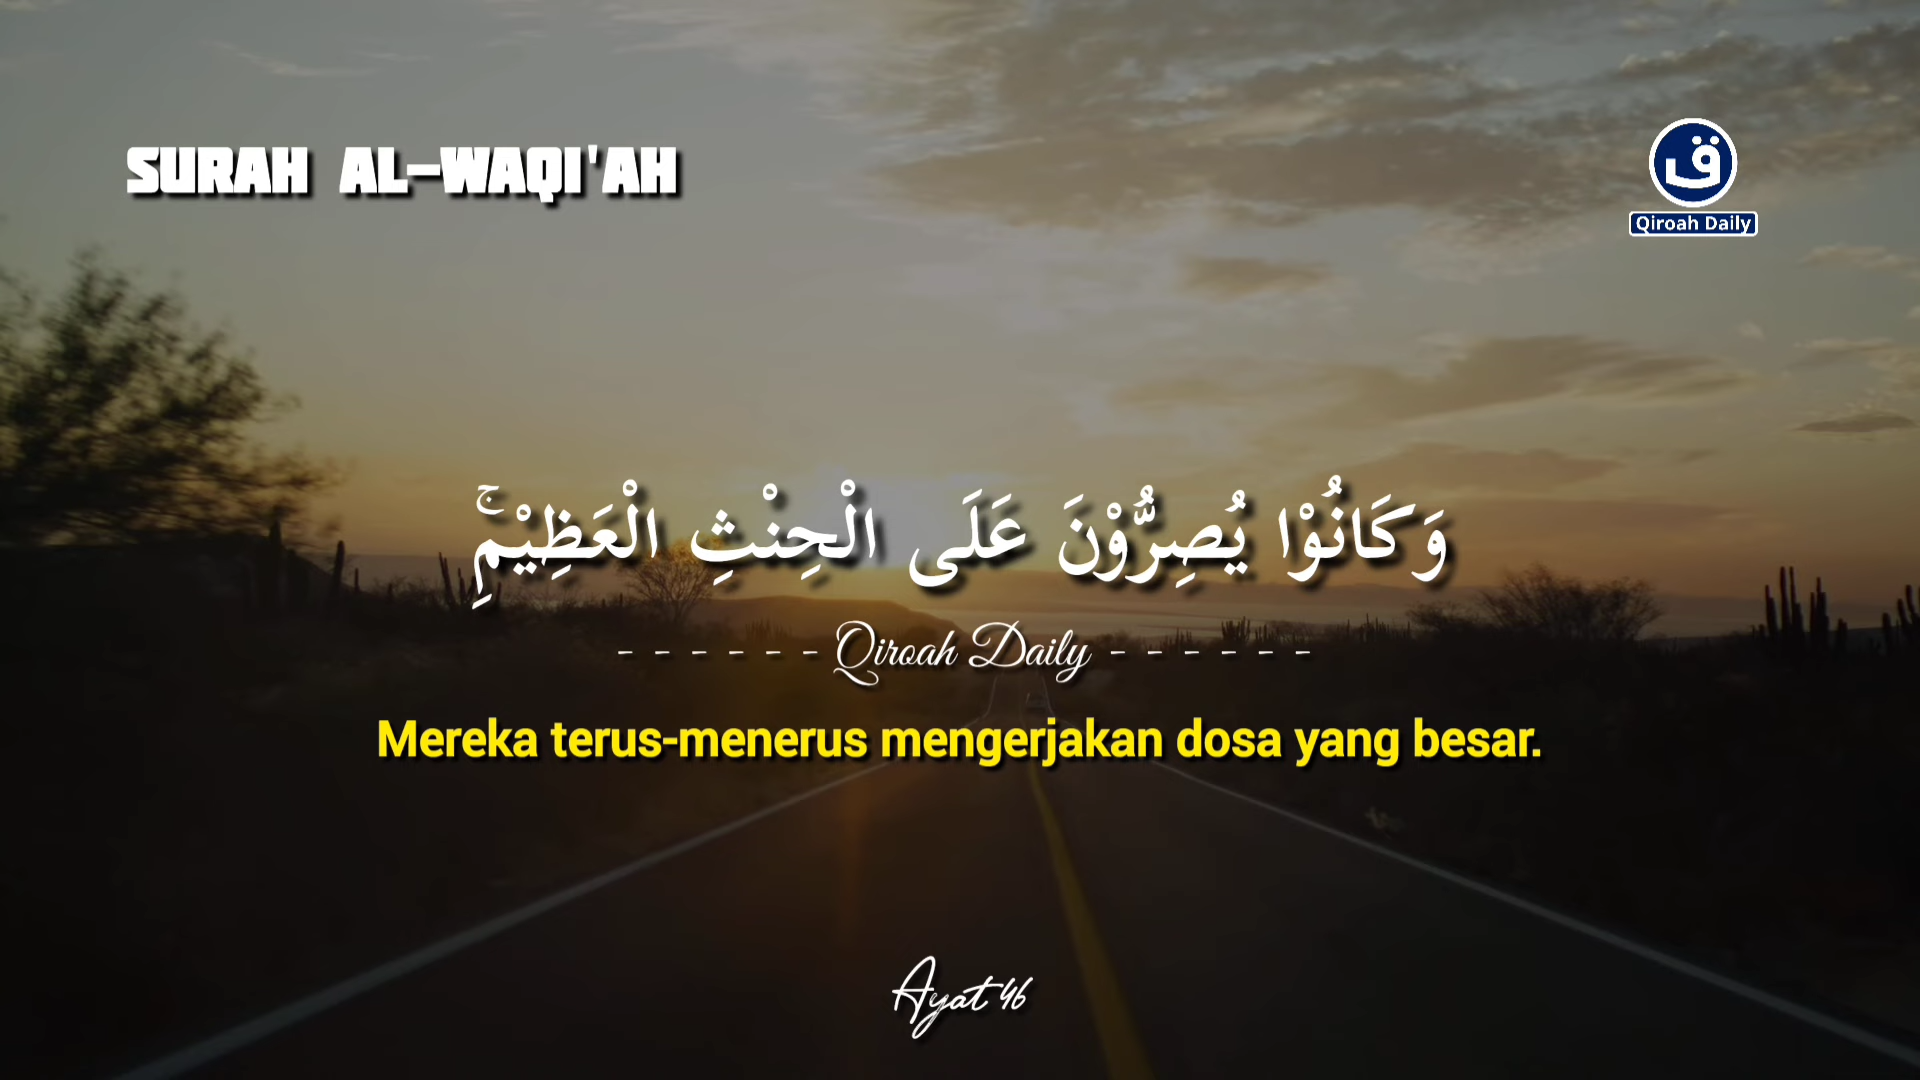 SURAH AL-WAQI'AH
ق
Qiroah Daily
وَكَانُوْا يُصِرُّوْنَ عَلَى الْحِنْثِ الْعَظِيْمِۚ
- - - - - - Qiroah Daily - - - - - -
Mereka terus-menerus mengerjakan dosa yang besar.
Ayat 46